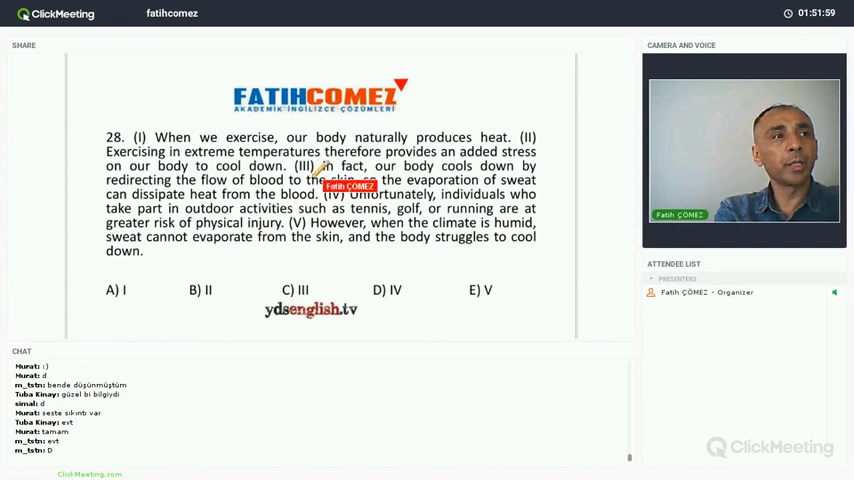 ClickMeeting
fatihcomez
01:51:59
SHARE
FATIHCOMEZ
AKADEMİK İNGİLİZCE ÇÖZÜMLERİ
28. (I) When we exercise, our body naturally produces heat. (II)
Exercising in extreme temperatures therefore provides an added stress
on our body to cool down. (III) In fact, our body cools down by
redirecting the flow of blood to the skin, so the evaporation of sweat
Fatih ÇÖMEZ
can dissipate heat from the blood. (IV) Unfortunately, individuals who
take part in outdoor activities such as tennis, golf, or running are at
greater risk of physical injury. (V) However, when the climate is humid,
sweat cannot evaporate from the skin, and the body struggles to cool
down.
A) I B) II C) III D) IV E) V
ydsenglish.tv
CAMERA AND VOICE
Fatih ÇÖMEZ
ATTENDEE LIST
PRESENTERS
Fatih ÇÖMEZ - Organizer
CHAT
Murat: :)
Murat: d
m_tstn: bende düşünmüştüm
Tuba Kinay: güzel bi bilgiydi
simal: d
Murat: seste sıkıntı var
Tuba Kinay: evt
Murat: tamam
m_tstn: evt
m_tstn: D
ClickMeeting
ClickMeeting.com